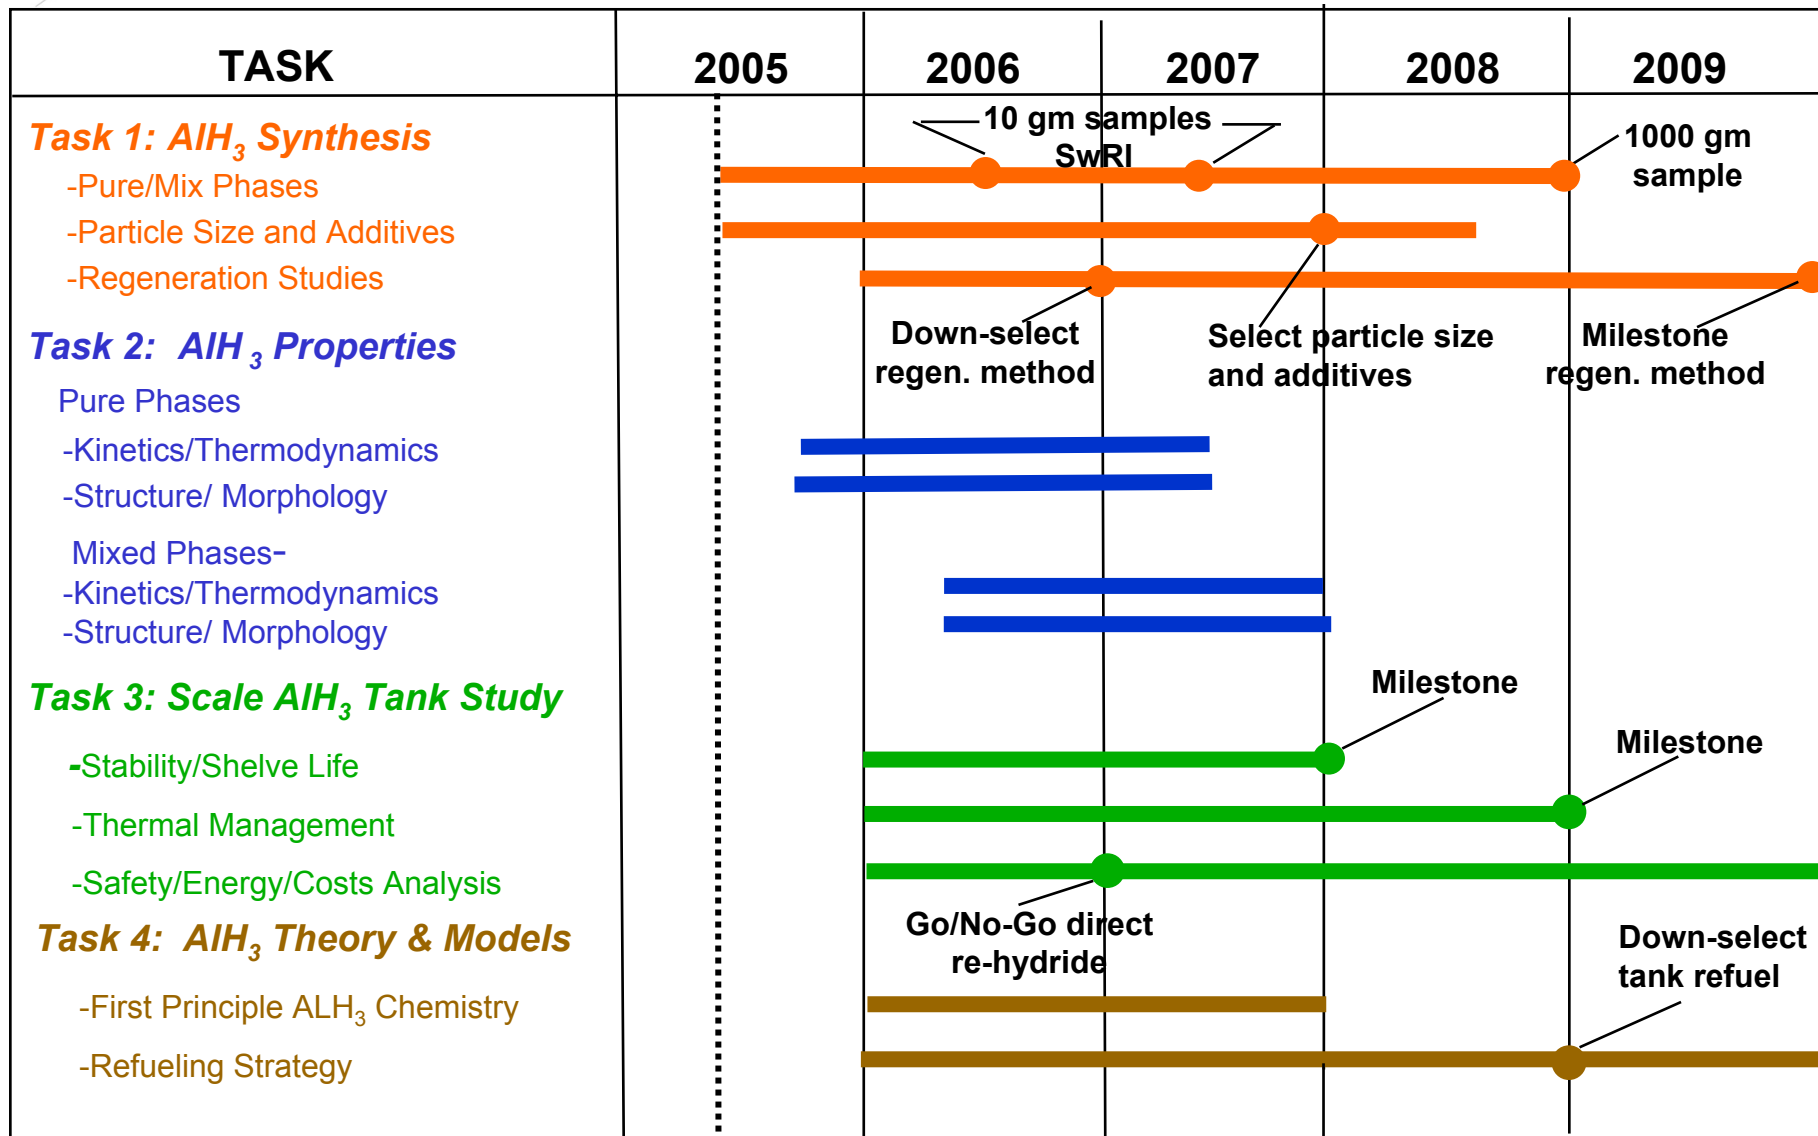 TASK 2005 2006 2007 2008 2009
Task 1: AlH3 Synthesis
10 gm samples
SwRI
1000 gm
sample
-Pure/Mix Phases
-Particle Size and Additives
-Regeneration Studies
Down-select
regen. method
Select particle size
and additives
Milestone
regen. method
Task 2: AlH3 Properties
Pure Phases
-Kinetics/Thermodynamics
-Structure/ Morphology
Mixed Phases-
-Kinetics/Thermodynamics
-Structure/ Morphology
Task 3: Scale AlH3 Tank Study
Milestone
-Stability/Shelve Life
Milestone
-Thermal Management
-Safety/Energy/Costs Analysis
Go/No-Go direct
re-hydride
Task 4: AlH3 Theory & Models
Down-select
tank refuel
-First Principle ALH3 Chemistry
-Refueling Strategy